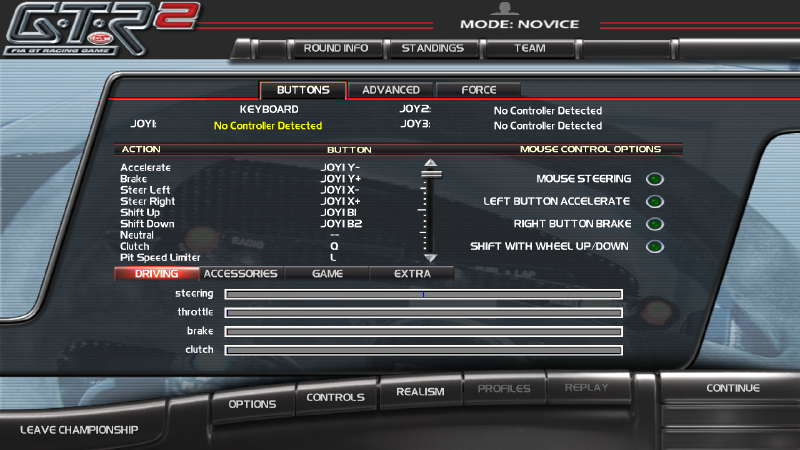 GTR2
FIA GT RACING GAME
MODE: NOVICE
ROUND INFO STANDINGS TEAM
BUTTONS ADVANCED FORCE
KEYBOARD JOY2: No Controller Detected
JOY1: No Controller Detected JOY3: No Controller Detected
ACTION BUTTON MOUSE CONTROL OPTIONS
Accelerate JOY1 Y-
Brake JOY1 Y+ MOUSE STEERING
Steer Left JOY1 X-
Steer Right JOY1 X+ LEFT BUTTON ACCELERATE
Shift Up JOY1 B1
Shift Down JOY1 B2 RIGHT BUTTON BRAKE
Neutral --
Clutch Q SHIFT WITH WHEEL UP/DOWN
Pit Speed Limiter L
DRIVING ACCESSORIES GAME EXTRA
steering
throttle
brake
clutch
OPTIONS CONTROLS REALISM PROFILES REPLAY CONTINUE
LEAVE CHAMPIONSHIP